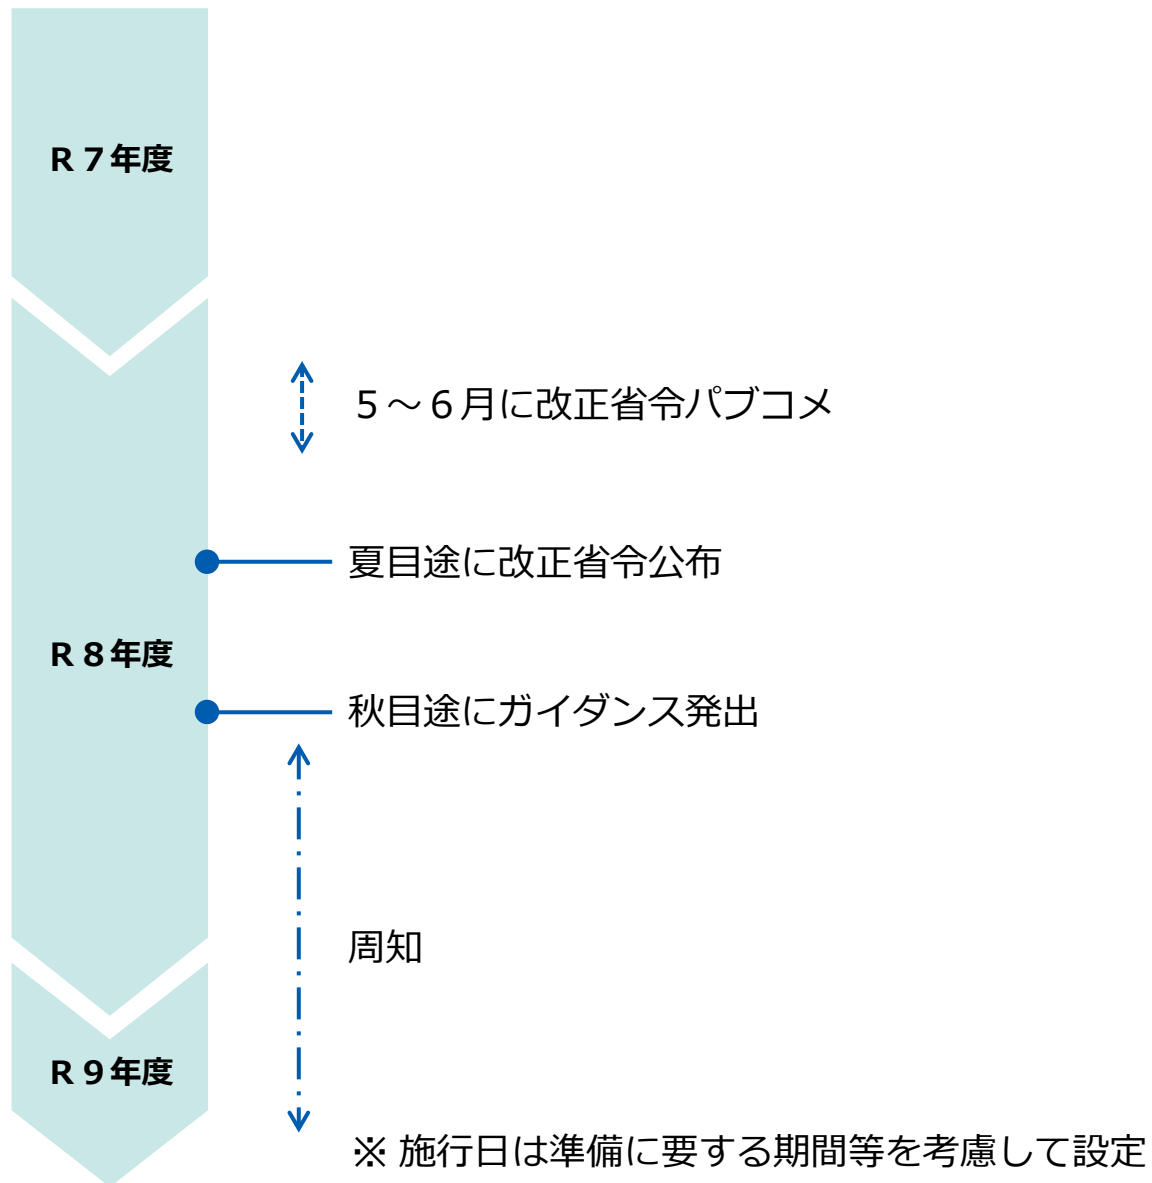 R７年度
５～６月に改正省令パブコメ
夏目途に改正省令公布
R８年度
秋目途にガイダンス発出
周知
R９年度
※ 施行日は準備に要する期間等を考慮して設定